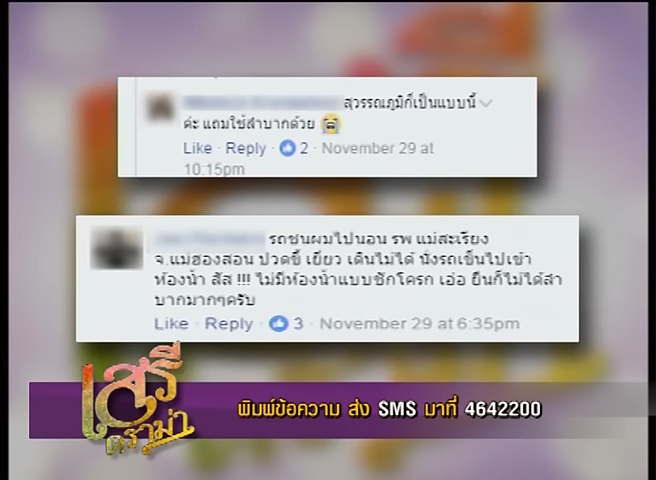 สุวรรณภูมิก็เป็นแบบนี้
ค่ะ แถมใช้ลำบากด้วย 😭
Like · Reply · 2 · November 29 at
10:15pm
รถชนผมไปนอน รพ แม่สะเรียง
จ.แม่ฮองสอน ปวดขี้ เยี่ยว เดินไม่ได้ นั่งรถเข็นไปเข้า
ห้องน้ำ สัส !!! ไม่มีห้องน้ำแบบชักโครก เอ่อ ยืนก็ไม่ได้ลำ
บากมากๆครับ
Like · Reply · 3 · November 29 at 6:35pm
เสรี
ดราม่า
พิมพ์ข้อความ ส่ง SMS มาที่ 4642200